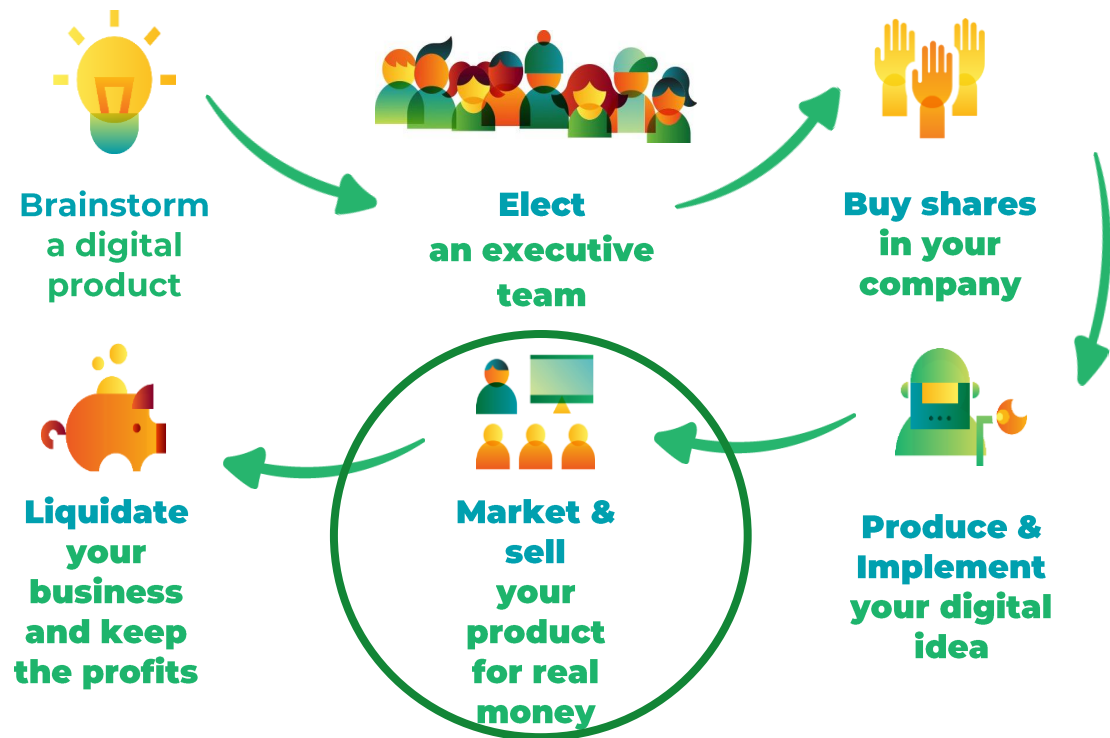 Brainstorm
a digital
product
Elect
an executive
team
Buy shares
in your
company
Produce &
Implement
your digital
idea
Market &
sell
your
product
for real
money
Liquidate
your
business
and keep
the profits